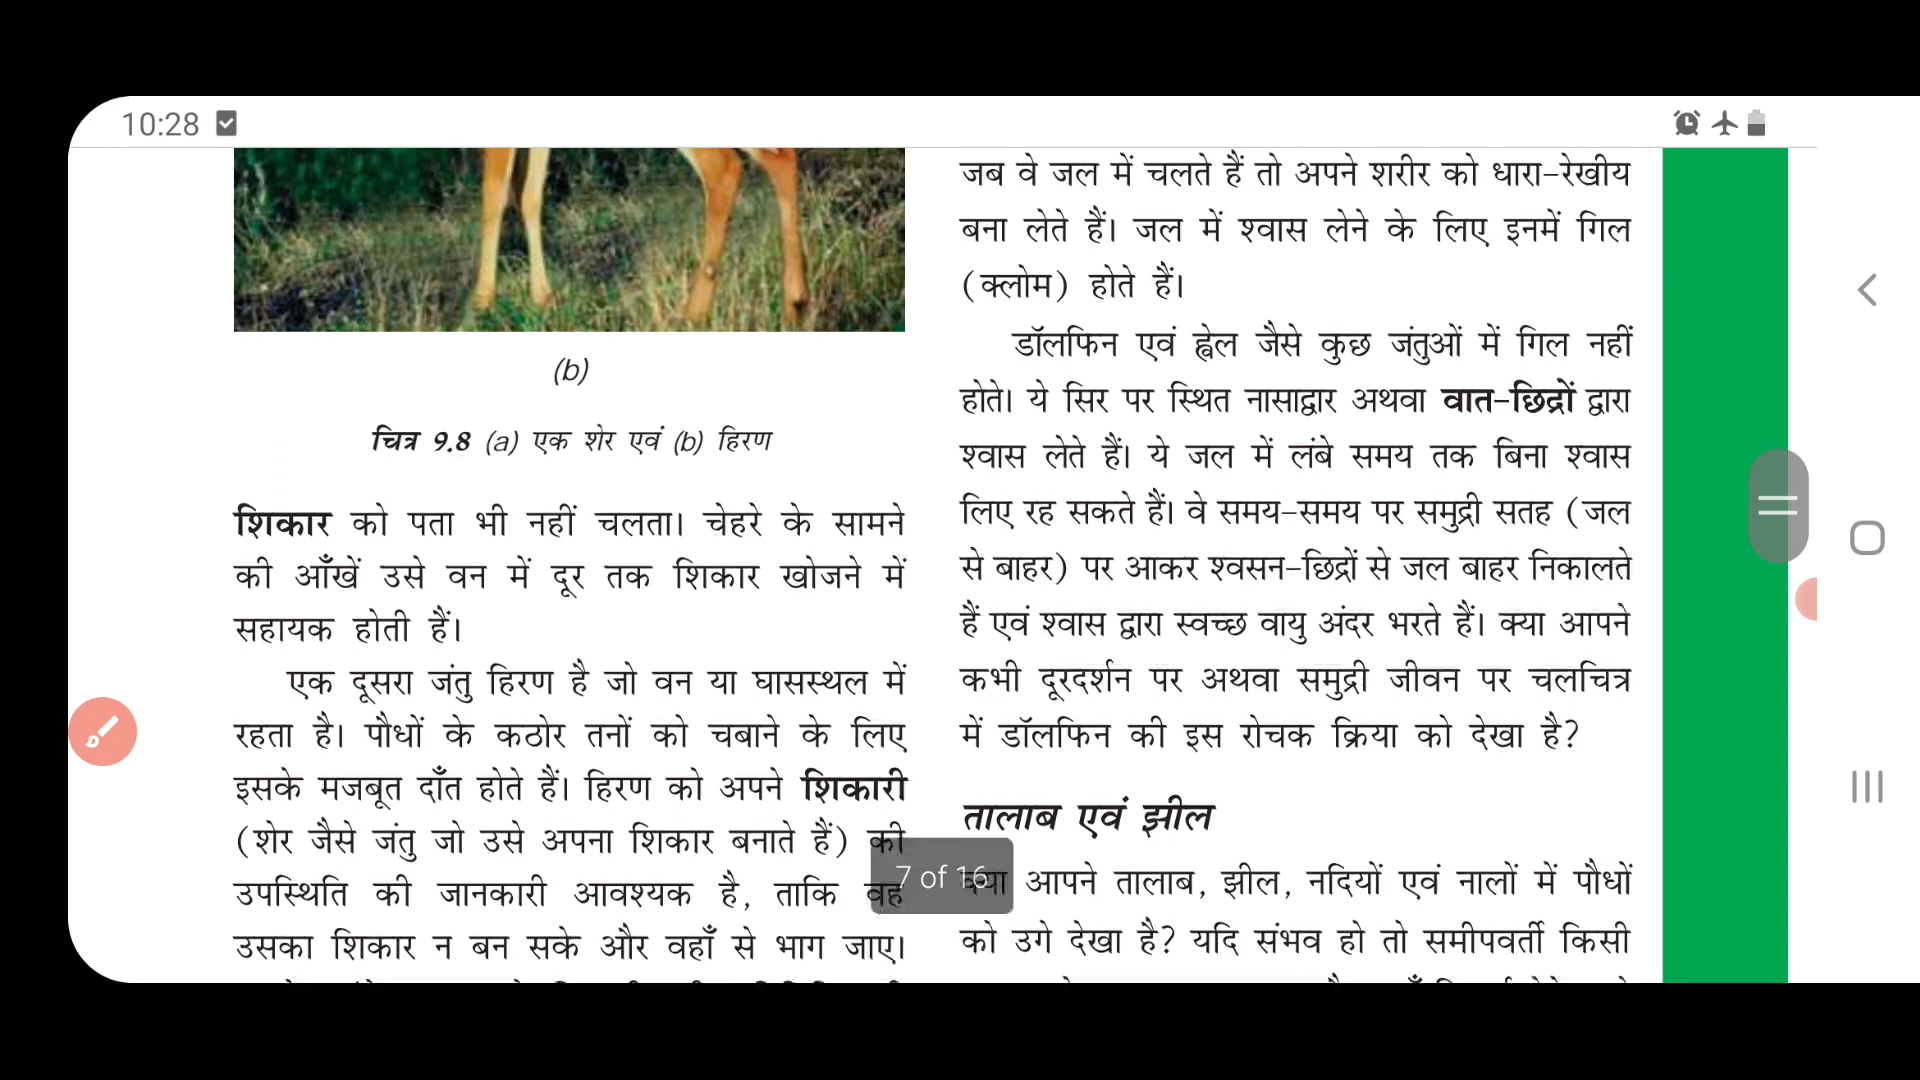 10:28
(b)
चित्र 9.8 (a) एक शेर एवं (b) हिरण
शिकार को पता भी नहीं चलता। चेहरे के सामने
की आँखें उसे वन में दूर तक शिकार खोजने में
सहायक होती हैं।
एक दूसरा जंतु हिरण है जो वन या घासस्थल में
रहता है। पौधों के कठोर तनों को चबाने के लिए
इसके मजबूत दाँत होते हैं। हिरण को अपने शिकारी
(शेर जैसे जंतु जो उसे अपना शिकार बनाते हैं) की
उपस्थिति की जानकारी आवश्यक है, ताकि वह
उसका शिकार न बन सके और वहाँ से भाग जाए।
जब वे जल में चलते हैं तो अपने शरीर को धारा-रेखीय
बना लेते हैं। जल में श्वास लेने के लिए इनमें गिल
(क्लोम) होते हैं।
डॉलफिन एवं ह्वेल जैसे कुछ जंतुओं में गिल नहीं
होते। ये सिर पर स्थित नासाद्वार अथवा वात-छिद्रों द्वारा
श्वास लेते हैं। ये जल में लंबे समय तक बिना श्वास
लिए रह सकते हैं। वे समय-समय पर समुद्री सतह (जल
से बाहर) पर आकर श्वसन-छिद्रों से जल बाहर निकालते
हैं एवं श्वास द्वारा स्वच्छ वायु अंदर भरते हैं। क्या आपने
कभी दूरदर्शन पर अथवा समुद्री जीवन पर चलचित्र
में डॉलफिन की इस रोचक क्रिया को देखा है?
तालाब एवं झील
क्या आपने तालाब, झील, नदियों एवं नालों में पौधों
को उगे देखा है? यदि संभव हो तो समीपवर्ती किसी
7 of 16